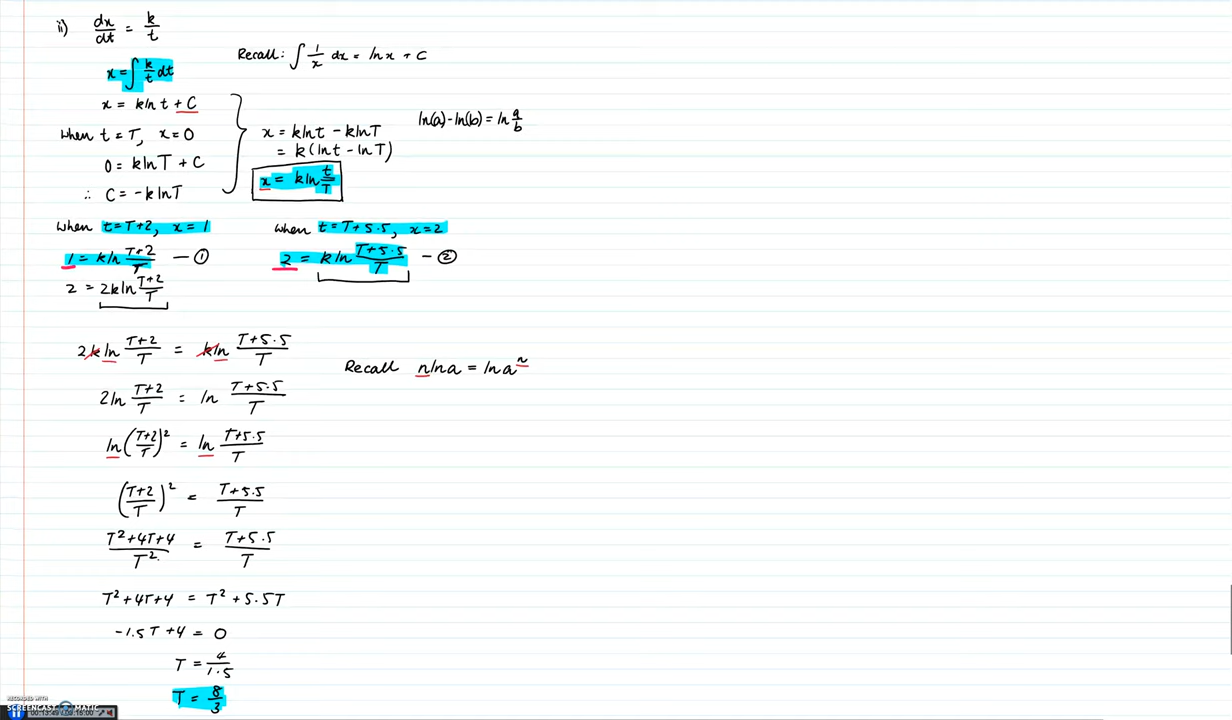 ii) dx/dt = k/t
Recall: ∫ 1/x dx = ln x + C
x = ∫ k/t dt
x = k ln t + C
when t = T, x = 0
0 = k ln T + C
∴ C = -k ln T
x = k ln t - k ln T
= k (ln t - ln T)
x = k ln t/T
ln(a) - ln(b) = ln a/b
when t = T+2, x = 1
1 = k ln (T+2)/T — ①
2 = 2k ln (T+2)/T
when t = T+5.5, x = 2
2 = k ln (T+5.5)/T — ②
2k ln (T+2)/T = k ln (T+5.5)/T
Recall n ln a = ln a^n
2 ln (T+2)/T = ln (T+5.5)/T
ln ((T+2)/T)² = ln (T+5.5)/T
((T+2)/T)² = (T+5.5)/T
(T²+4T+4)/T² = (T+5.5)/T
T²+4T+4 = T²+5.5T
-1.5T+4 = 0
T = 4/1.5
T = 8/3
RECORDED WITH
SCREENCAST MATIC